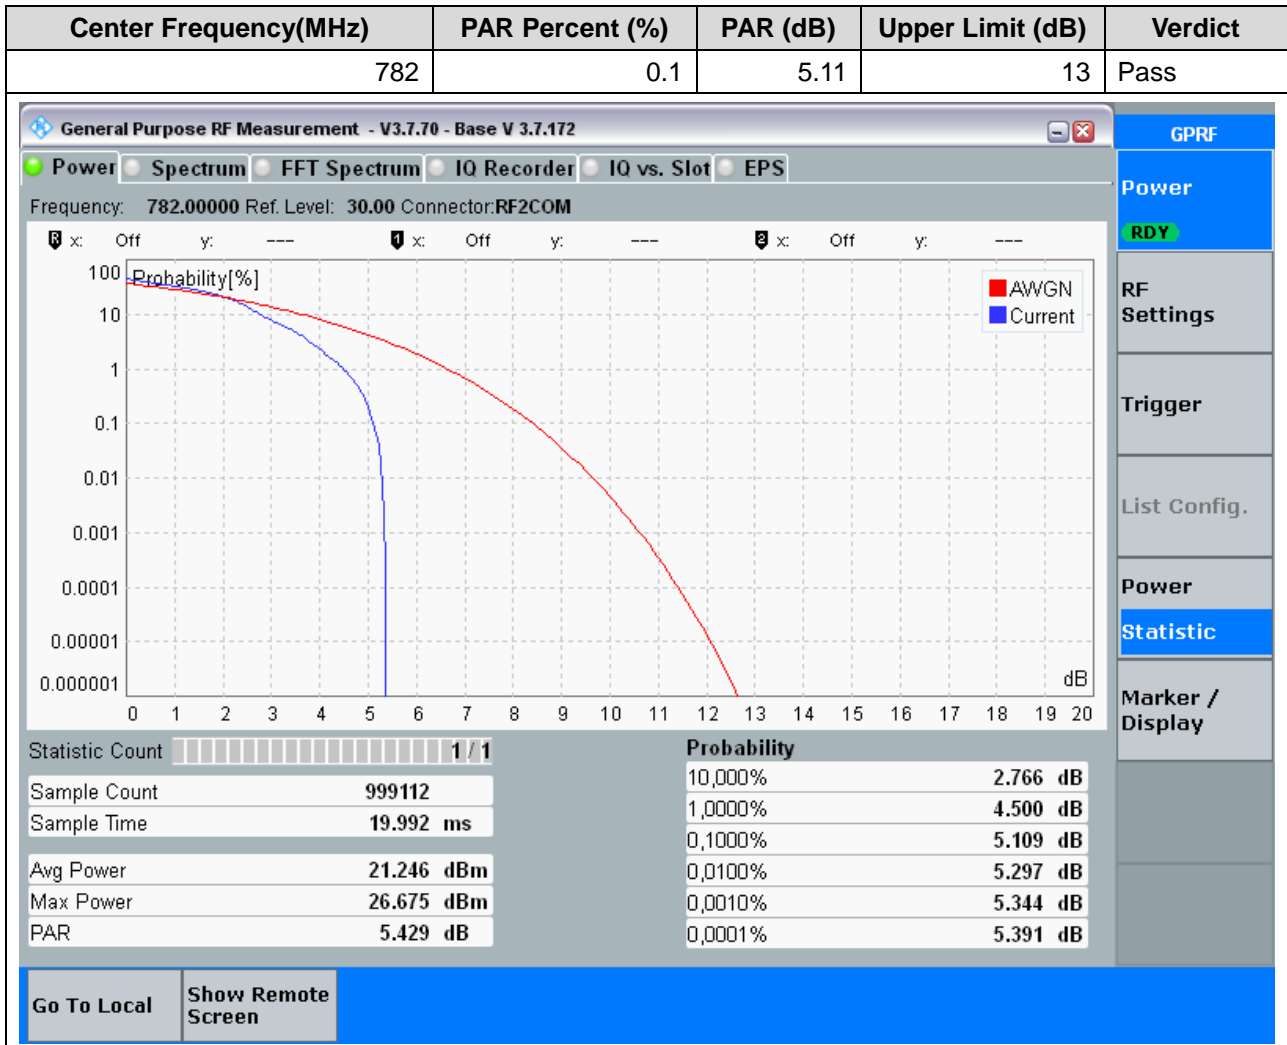 Center Frequency(MHz) PAR Percent (%) PAR (dB) Upper Limit (dB) Verdict
782 0.1 5.11 13 Pass
General Purpose RF Measurement - V3.7.70 - Base V 3.7.172
GPRF
Power Spectrum FFT Spectrum IQ Recorder IQ vs. Slot EPS
Power
RDY
Frequency: 782.00000 Ref. Level: 30.00 Connector:RF2COM
R x: Off y: --- 1 x: Off y: --- 2 x: Off y: ---
Probability[%]
AWGN
Current
100
10
1
0.1
0.01
0.001
0.0001
0.00001
0.000001
dB
0 1 2 3 4 5 6 7 8 9 10 11 12 13 14 15 16 17 18 19 20
RF
Settings
Trigger
List Config.
Power
Statistic
Marker /
Display
Statistic Count 1 / 1
Sample Count 999112
Sample Time 19.992 ms
Avg Power 21.246 dBm
Max Power 26.675 dBm
PAR 5.429 dB
Probability
10,000% 2.766 dB
1,0000% 4.500 dB
0,1000% 5.109 dB
0,0100% 5.297 dB
0,0010% 5.344 dB
0,0001% 5.391 dB
Go To Local
Show Remote
Screen